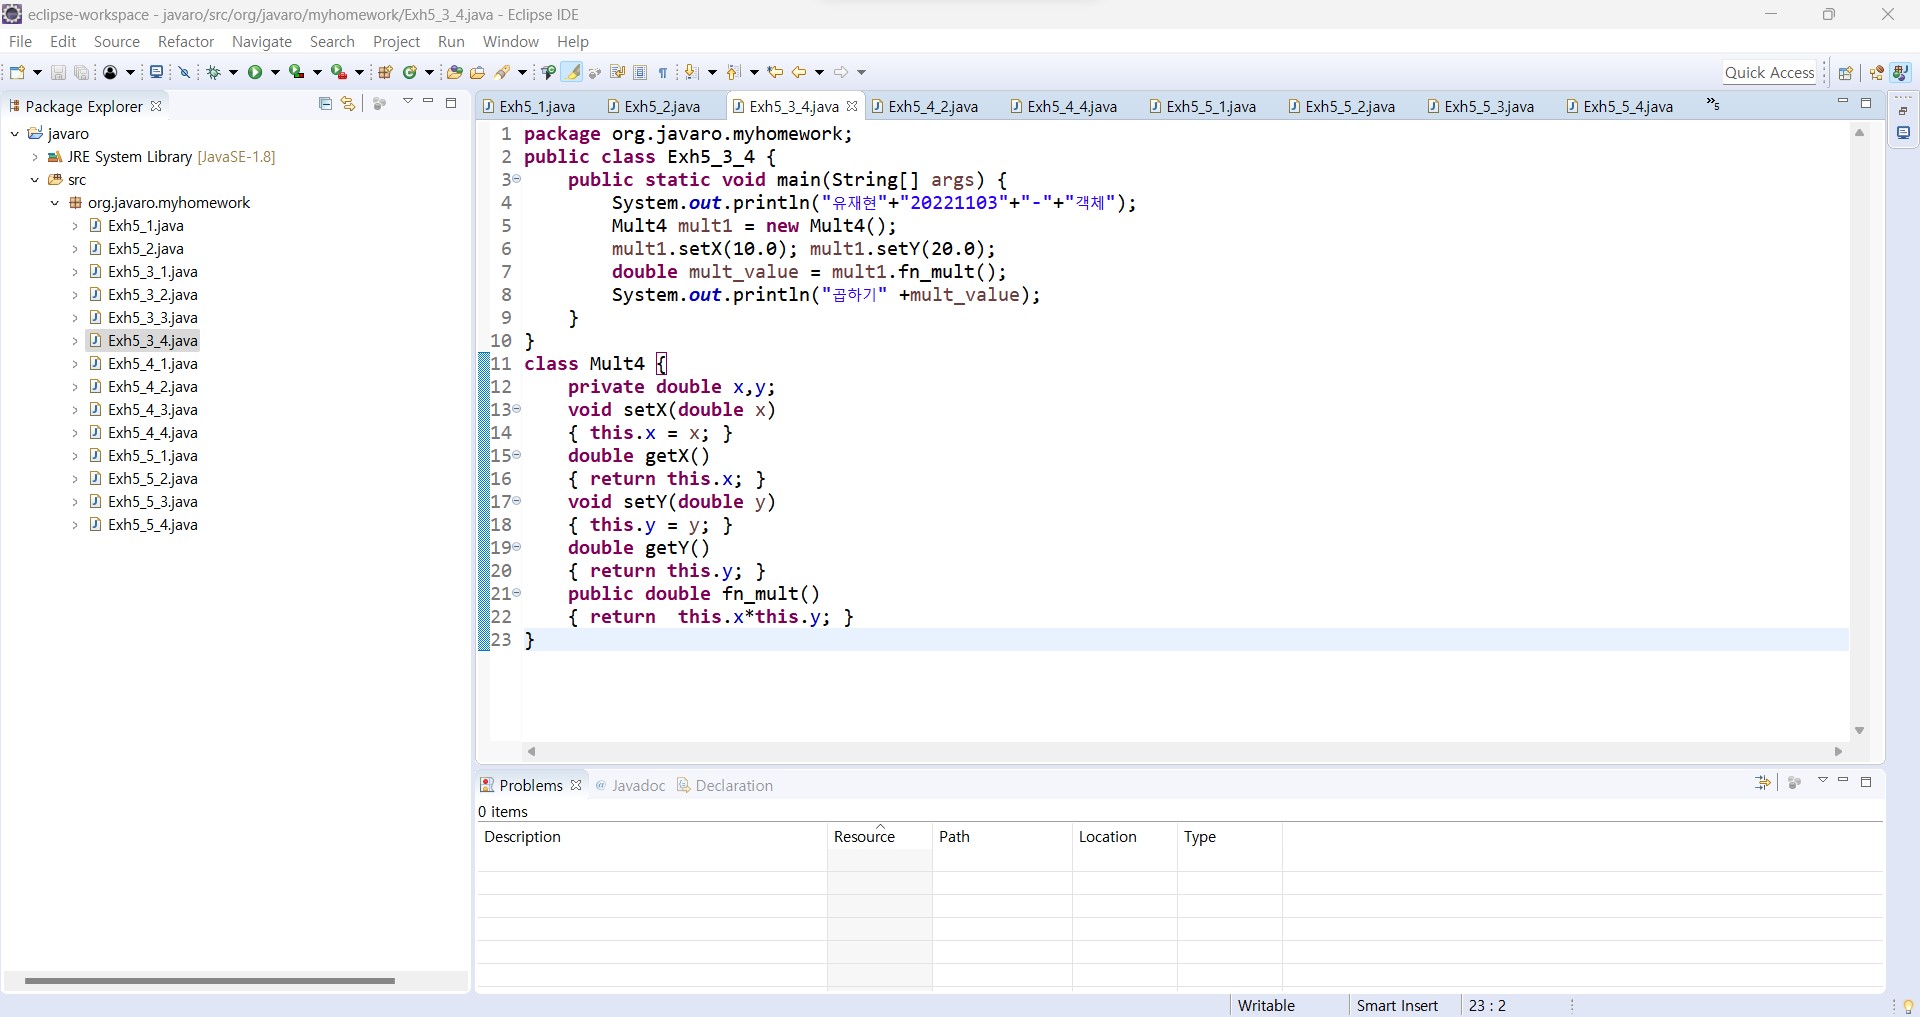 eclipse-workspace - javaro/src/org/javaro/myhomework/Exh5_3_4.java - Eclipse IDE
File Edit Source Refactor Navigate Search Project Run Window Help
Quick Access
Package Explorer
javaro
JRE System Library [JavaSE-1.8]
src
org.javaro.myhomework
Exh5_1.java
Exh5_2.java
Exh5_3_1.java
Exh5_3_2.java
Exh5_3_3.java
Exh5_3_4.java
Exh5_4_1.java
Exh5_4_2.java
Exh5_4_3.java
Exh5_4_4.java
Exh5_5_1.java
Exh5_5_2.java
Exh5_5_3.java
Exh5_5_4.java
Exh5_1.java Exh5_2.java Exh5_3_4.java Exh5_4_2.java Exh5_4_4.java Exh5_5_1.java Exh5_5_2.java Exh5_5_3.java Exh5_5_4.java »5
1 package org.javaro.myhomework;
2 public class Exh5_3_4 {
3 public static void main(String[] args) {
4 System.out.println("유재현"+"20221103"+"-"+"객체");
5 Mult4 mult1 = new Mult4();
6 mult1.setX(10.0); mult1.setY(20.0);
7 double mult_value = mult1.fn_mult();
8 System.out.println("곱하기" +mult_value);
9 }
10 }
11 class Mult4 {
12 private double x,y;
13 void setX(double x)
14 { this.x = x; }
15 double getX()
16 { return this.x; }
17 void setY(double y)
18 { this.y = y; }
19 double getY()
20 { return this.y; }
21 public double fn_mult()
22 { return  this.x*this.y; }
23 }
Problems @ Javadoc Declaration
0 items
Description Resource Path Location Type
Writable Smart Insert 23 : 2